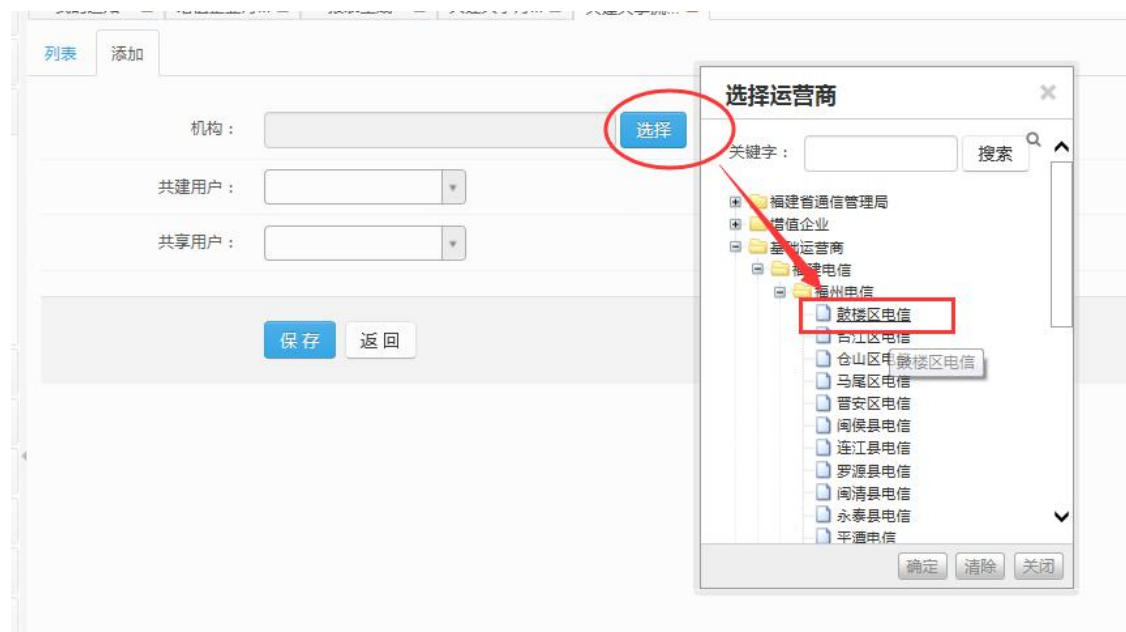 列表 添加
机构：
选择
共建用户：
共享用户：
保存 返回
选择运营商
×
关键字：
搜索
福建省通信管理局
增值企业
基础运营商
福建电信
福州电信
鼓楼区电信
台江区电信
仓山区电
鼓楼区电信
马尾区电信
晋安区电信
闽侯县电信
连江县电信
罗源县电信
闽清县电信
永泰县电信
平潭电信
确定 清除 关闭